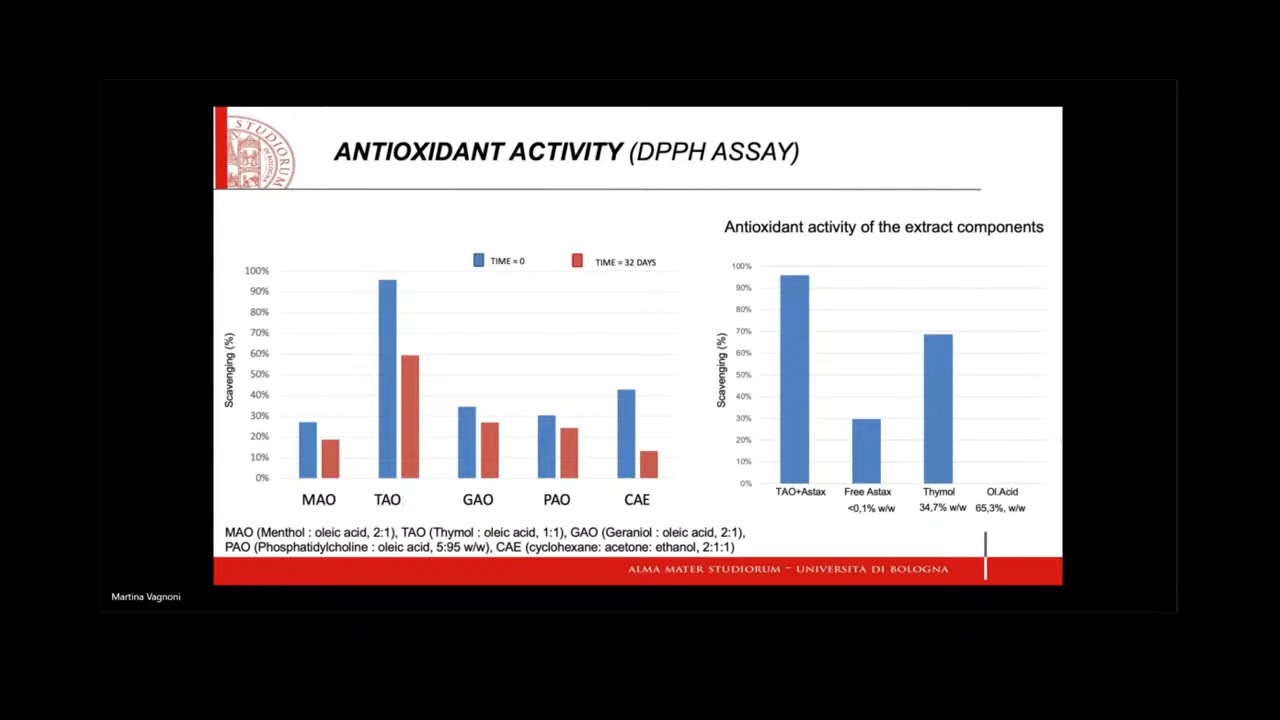 STUDIORUM
ANTIOXIDANT ACTIVITY (DPPH ASSAY)
TIME = 0
TIME = 32 DAYS
Scavenging (%)
100%
90%
80%
70%
60%
50%
40%
30%
20%
10%
0%
MAO
TAO
GAO
PAO
CAE
MAO (Menthol : oleic acid, 2:1), TAO (Thymol : oleic acid, 1:1), GAO (Geraniol : oleic acid, 2:1),
PAO (Phosphatidylcholine : oleic acid, 5:95 w/w), CAE (cyclohexane: acetone: ethanol, 2:1:1)
Antioxidant activity of the extract components
Scavenging (%)
100%
90%
80%
70%
60%
50%
40%
30%
20%
10%
0%
TAO+Astax
Free Astax
Thymol
Ol.Acid
<0,1% w/w
34,7% w/w
65,3%, w/w
ALMA MATER STUDIORUM ~ UNIVERSITÀ DI BOLOGNA
Martina Vagnoni